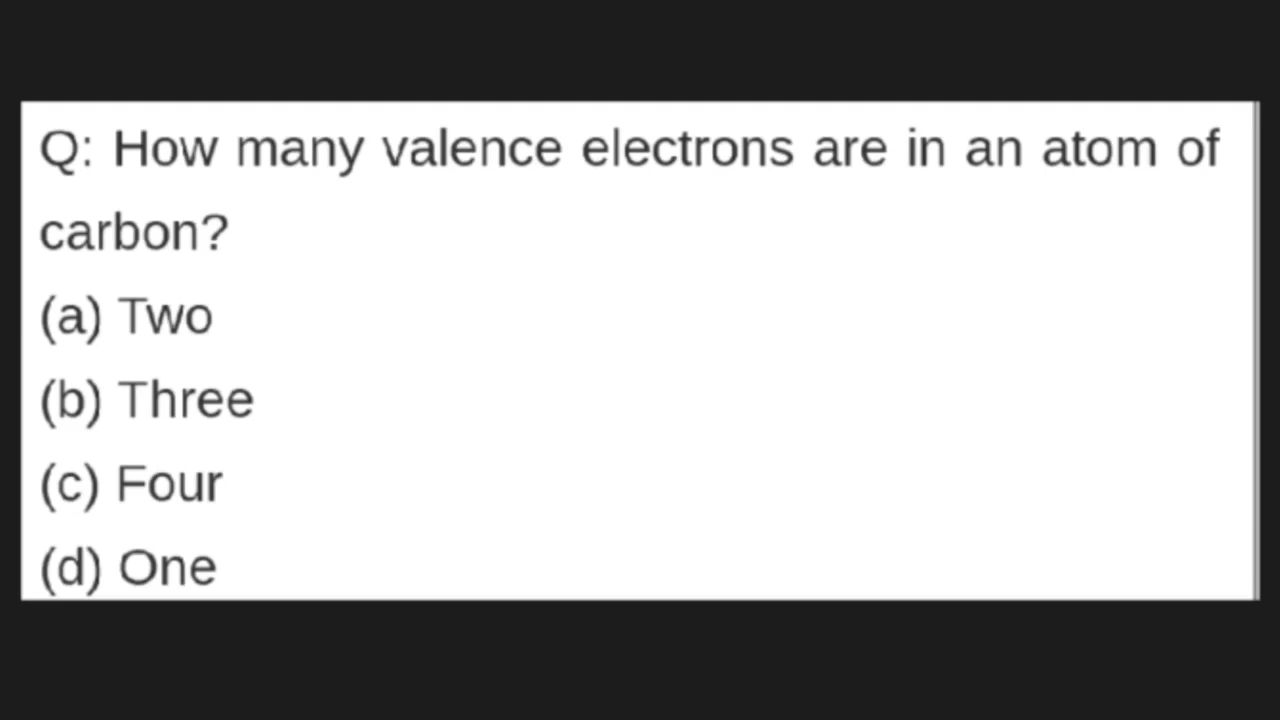 Q: How many valence electrons are in an atom of
carbon?
(a) Two
(b) Three
(c) Four
(d) One